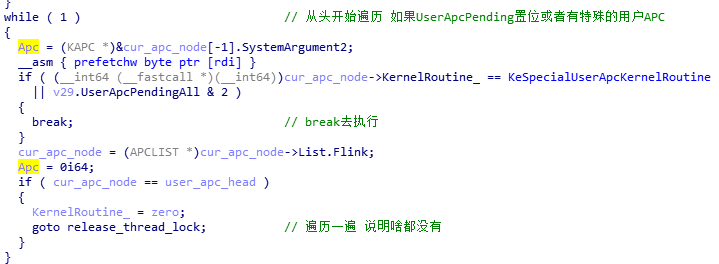 }
while ( 1 ) // 从头开始遍历 如果UserApcPending置位或者有特殊的用户APC
{
Apc = (KAPC *)&cur_apc_node[-1].SystemArgument2;
__asm { prefetchw byte ptr [rdi] }
if ( (__int64 (__fastcall *)(__int64))cur_apc_node->KernelRoutine_ == KeSpecialUserApcKernelRoutine
|| v29.UserApcPendingAll & 2 )
{
break; // break去执行
}
cur_apc_node = (APCLIST *)cur_apc_node->List.Flink;
Apc = 0i64;
if ( cur_apc_node == user_apc_head )
{
KernelRoutine_ = zero;
goto release_thread_lock; // 遍历一遍 说明啥都没有
}
}